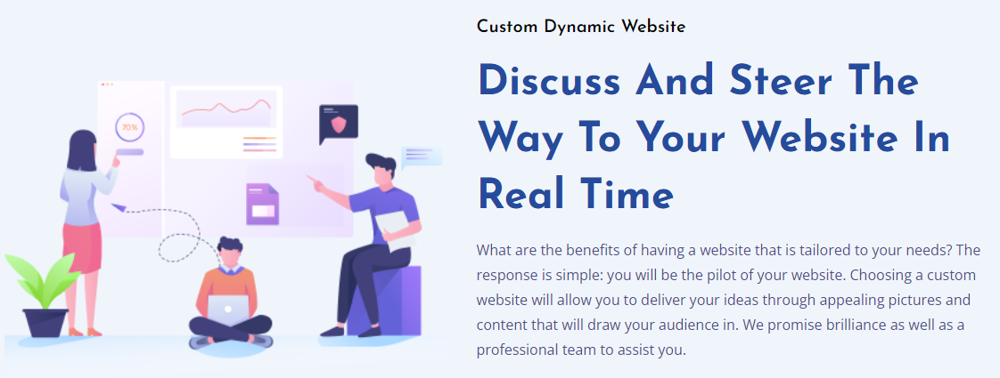 Custom Dynamic Website
Discuss And Steer The
Way To Your Website In
Real Time
70%
What are the benefits of having a website that is tailored to your needs? The
response is simple: you will be the pilot of your website. Choosing a custom
website will allow you to deliver your ideas through appealing pictures and
content that will draw your audience in. We promise brilliance as well as a
professional team to assist you.